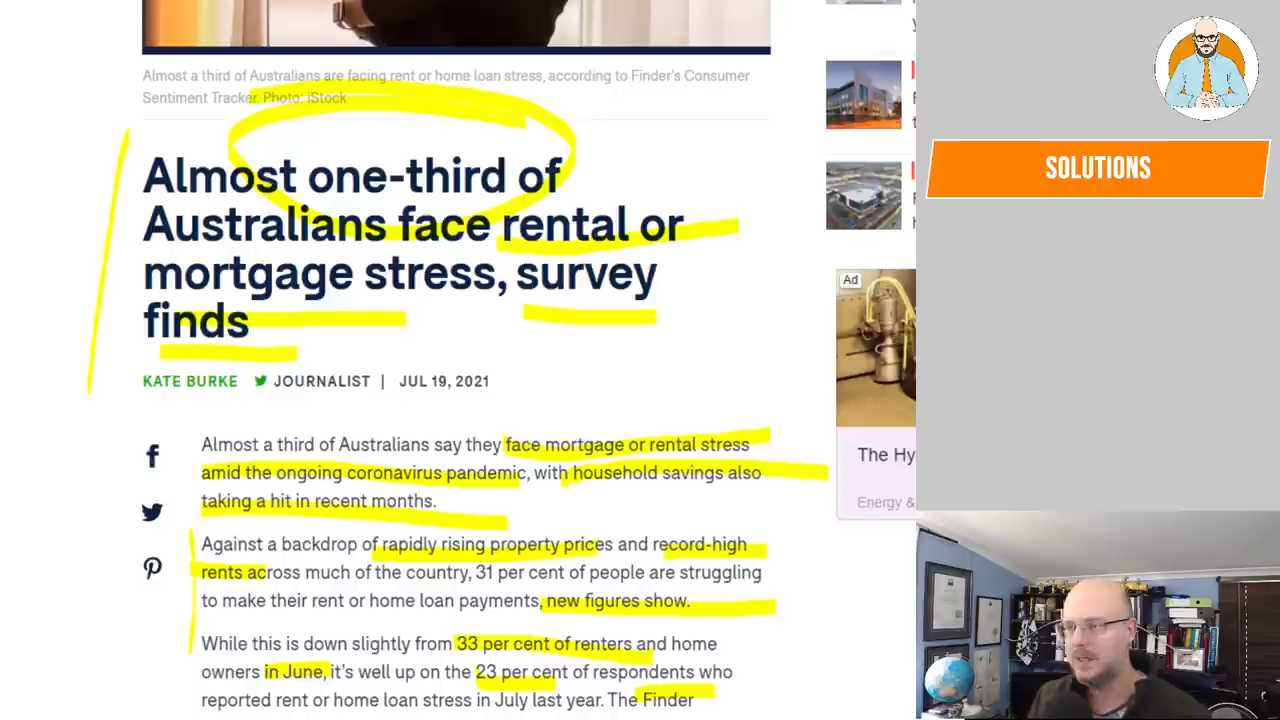 Almost a third of Australians are facing rent or home loan stress, according to Finder's Consumer
Sentiment Tracker. Photo: iStock
Almost one-third of
Australians face rental or
mortgage stress, survey
finds
KATE BURKE JOURNALIST | JUL 19, 2021
Almost a third of Australians say they face mortgage or rental stress
amid the ongoing coronavirus pandemic, with household savings also
taking a hit in recent months.
Against a backdrop of rapidly rising property prices and record-high
rents across much of the country, 31 per cent of people are struggling
to make their rent or home loan payments, new figures show.
While this is down slightly from 33 per cent of renters and home
owners in June, it's well up on the 23 per cent of respondents who
reported rent or home loan stress in July last year. The Finder
SOLUTIONS
Ad
The Hy
Energy &